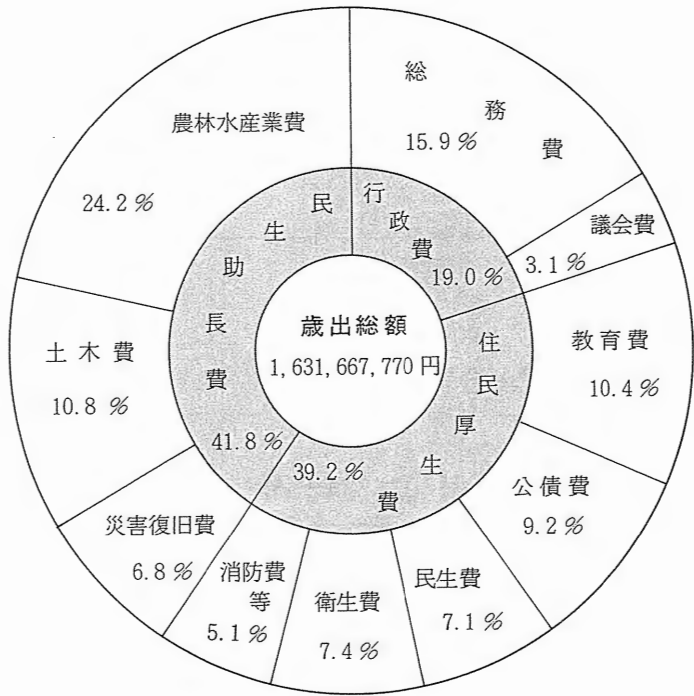 総務費
15.9%
議会費
3.1%
教育費
10.4%
公債費
9.2%
民生費
7.1%
衛生費
7.4%
消防費
等
5.1%
災害復旧費
6.8%
土木費
10.8%
農林水産業費
24.2%
行政費
19.0%
住民厚生費
39.2%
民生助長費
41.8%
歳出総額
1,631,667,770円